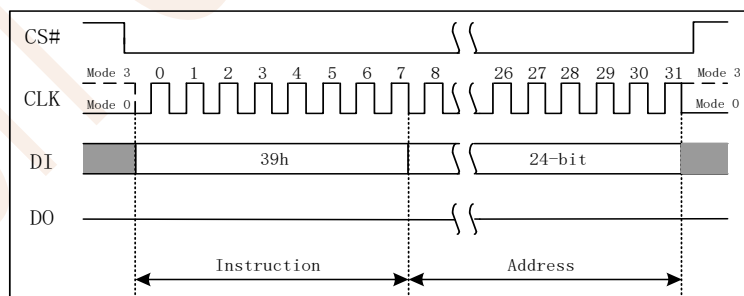 CS#
Mode 3 0 1 2 3 4 5 6 7 8 26 27 28 29 30 31 Mode 3
CLK
Mode 0 Mode 0
DI 39h 24-bit
DO
Instruction Address